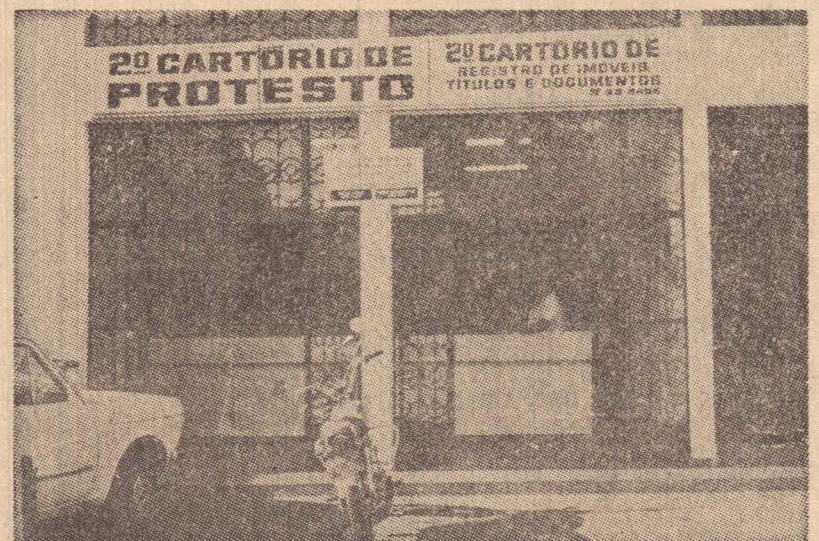 2º CARTÓRIO DE
PROTESTO
2º CARTÓRIO DE
REGISTRO DE IMÓVEIS
TÍTULOS E DOCUMENTOS